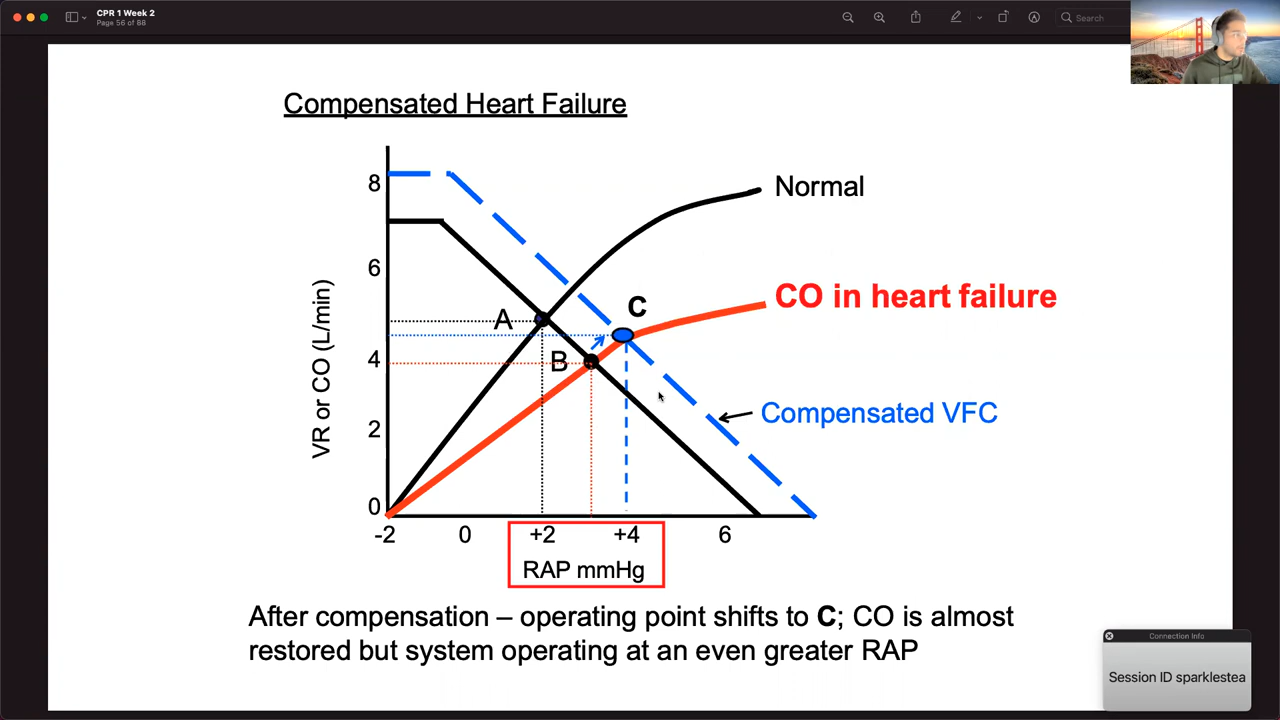 CPR 1 Week 2
Page 56 of 88
Search
Compensated Heart Failure
8
Normal
6
C
CO in heart failure
A
B
4
VR or CO (L/min)
Compensated VFC
2
0
-2 0 +2 +4 6
RAP mmHg
After compensation – operating point shifts to C; CO is almost
restored but system operating at an even greater RAP
Connection Info
Session ID sparklestea